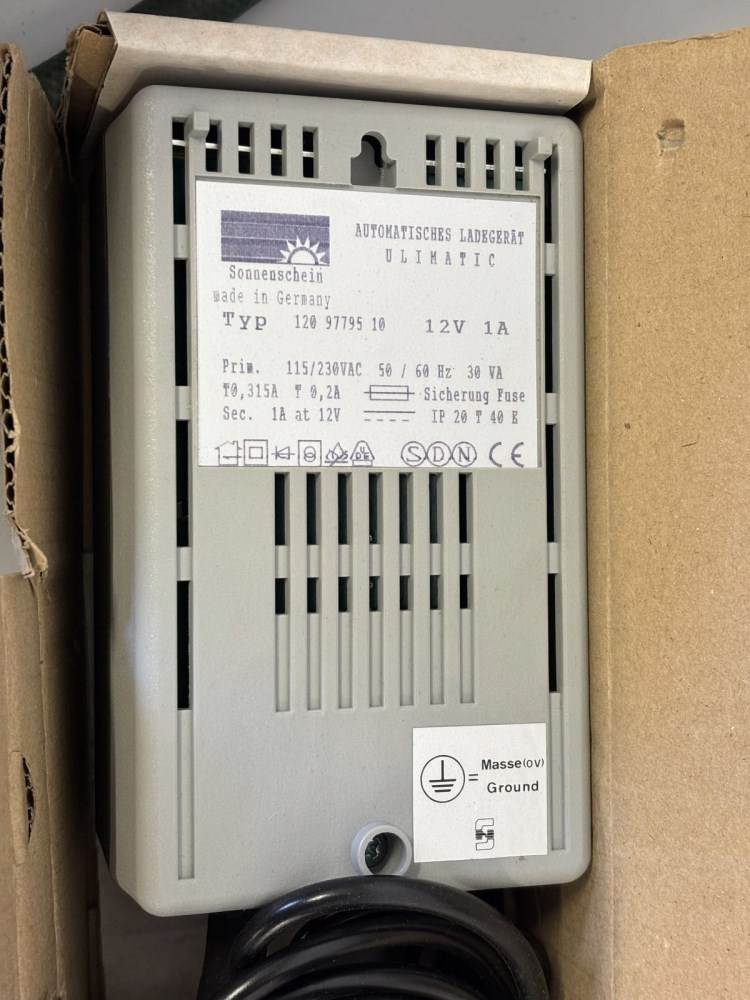 AUTOMATISCHES LADEGERÄT
ULIMATIC
Sonnenschein
made in Germany
Typ 120 97795 10 12V 1A
Prim. 115/230VAC 50 / 60 Hz 30 VA
T0,315A T 0,2A Sicherung Fuse
Sec. 1A at 12V IP 20 T 40 E
S D N CE
= Masse (0V)
Ground